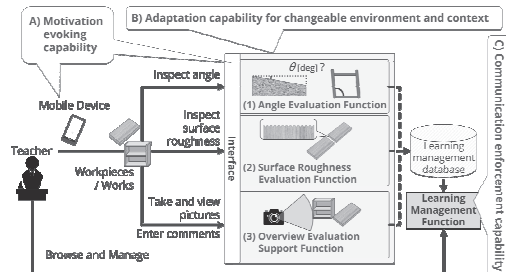 A) Motivation
evoking
capability
B) Adaptation capability for changeable environment and context
C) Communication enforcement capability
Mobile Device
Teacher
Workpieces
/ Works
Inspect angle
Inspect
surface
roughness
Take and view
pictures
Enter comments
Browse and Manage
Interface
θ [deg] ?
(1) Angle Evaluation Function
(2) Surface Roughness
Evaluation Function
(3) Overview Evaluation
Support Function
Learning
management
database
Learning
Management
Function